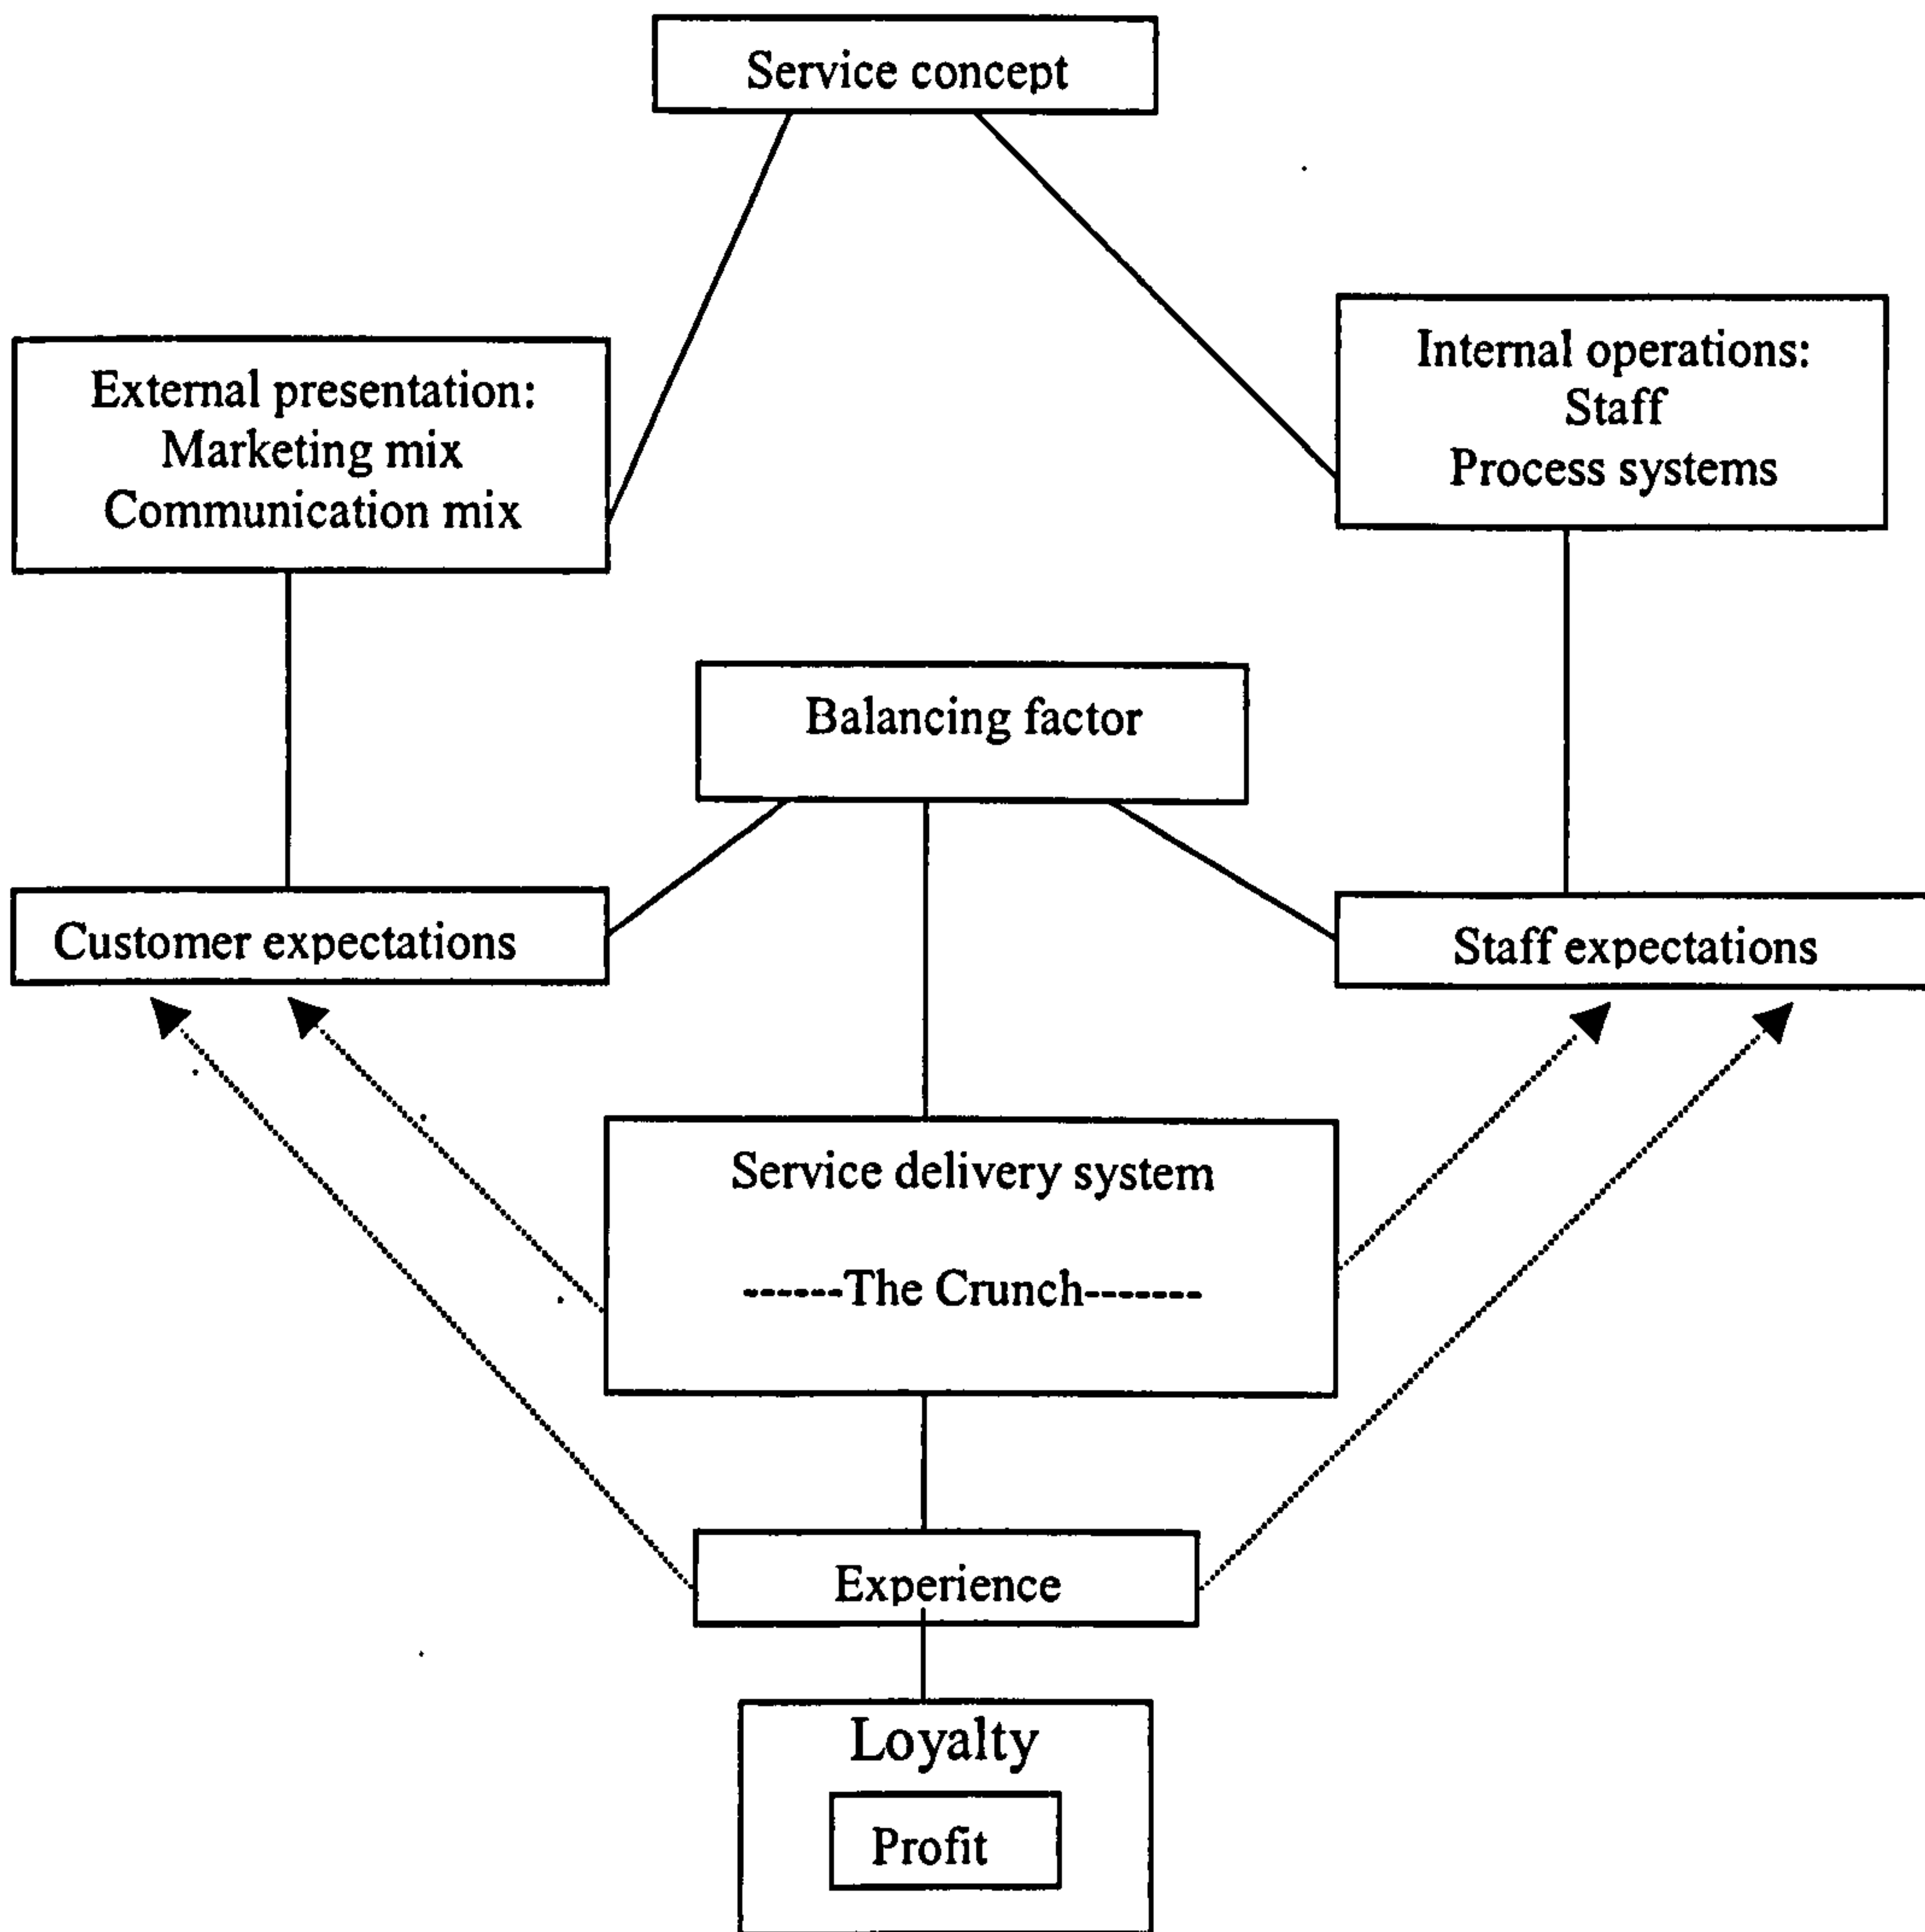 Service concept
External presentation:
Marketing mix
Communication mix
Internal operations:
Staff
Process systems
Balancing factor
Customer expectations
Staff expectations
Service delivery system
------The Crunch-------
Experience
Loyalty
Profit